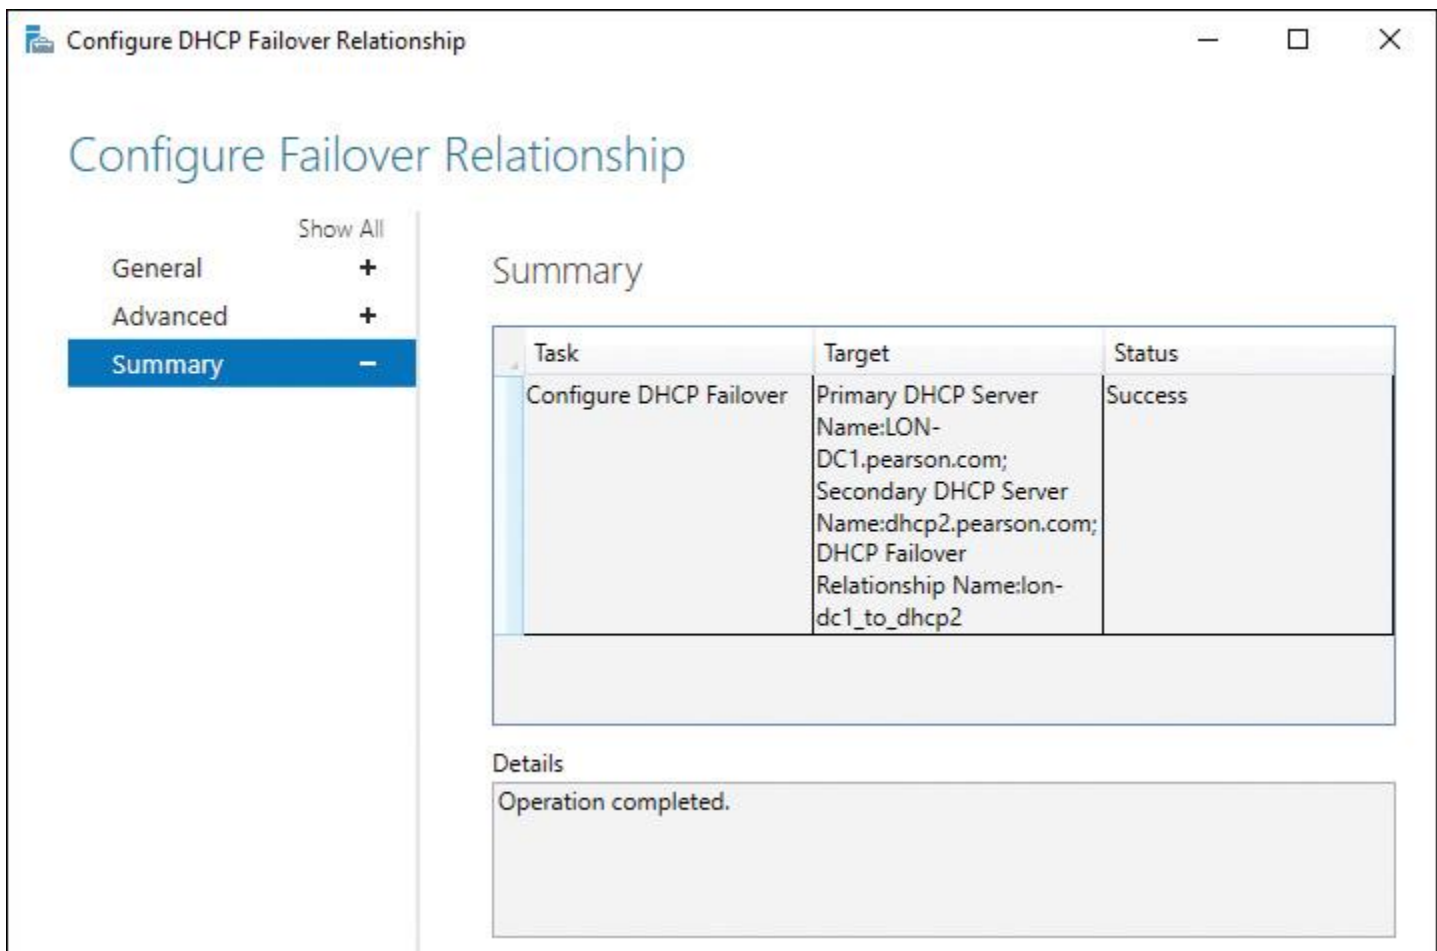 Configure DHCP Failover Relationship
Configure Failover Relationship
Show All
General +
Advanced +
Summary −
Summary
Task Target Status
Configure DHCP Failover Primary DHCP Server Success
Name:LON-
DC1.pearson.com;
Secondary DHCP Server
Name:dhcp2.pearson.com;
DHCP Failover
Relationship Name:lon-
dc1_to_dhcp2
Details
Operation completed.